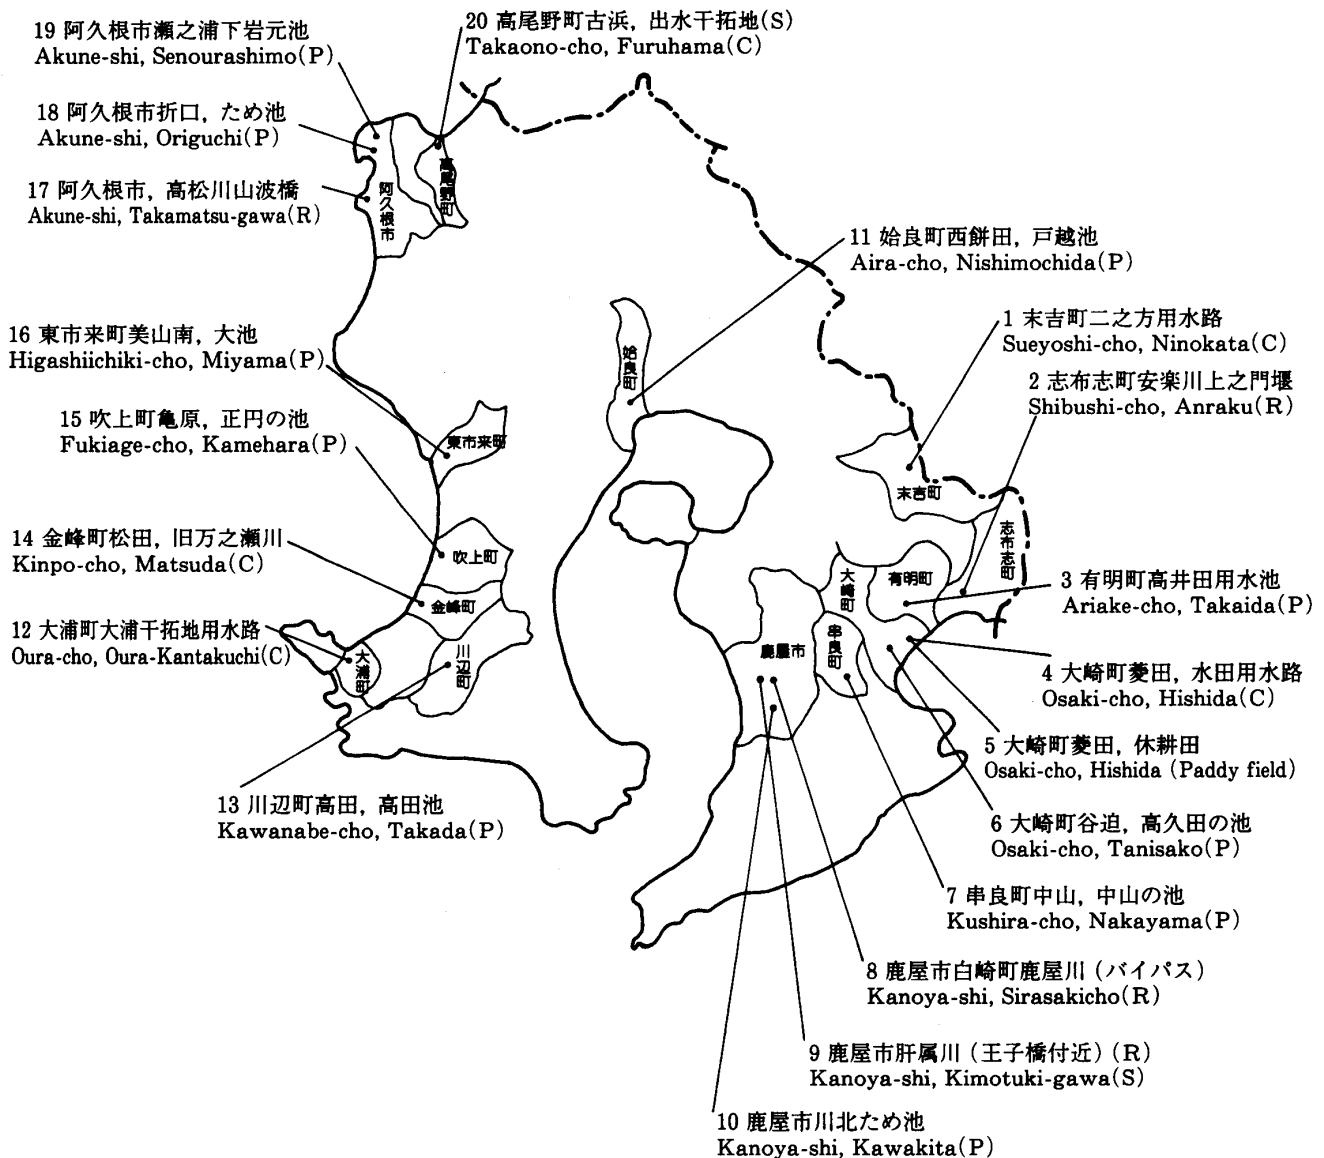 19 阿久根市瀬之浦下岩元池
Akune-shi, Senourashimo(P)
20 高尾野町古浜, 出水干拓地(S)
Takaono-cho, Furuhama(C)
18 阿久根市折口, ため池
Akune-shi, Origuchi(P)
17 阿久根市, 高松川山波橋
Akune-shi, Takamatsu-gawa(R)
阿久根市
高尾野町
11 姶良町西餅田, 戸越池
Aira-cho, Nishimochida(P)
姶良町
16 東市来町美山南, 大池
Higashiichiki-cho, Miyama(P)
東市来町
15 吹上町亀原, 正円の池
Fukiage-cho, Kamehara(P)
吹上町
14 金峰町松田, 旧万之瀬川
Kinpo-cho, Matsuda(C)
金峰町
12 大浦町大浦干拓地用水路
Oura-cho, Oura-Kantakuchi(C)
大浦町
川辺町
13 川辺町高田, 高田池
Kawanabe-cho, Takada(P)
1 末吉町二之方用水路
Sueyoshi-cho, Ninokata(C)
末吉町
2 志布志町安楽川上之門堰
Shibushi-cho, Anraku(R)
志布志町
有明町
大崎町
3 有明町高井田用水池
Ariake-cho, Takaida(P)
串良町
鹿屋市
4 大崎町菱田, 水田用水路
Osaki-cho, Hishida(C)
5 大崎町菱田, 休耕田
Osaki-cho, Hishida (Paddy field)
6 大崎町谷迫, 高久田の池
Osaki-cho, Tanisako(P)
7 串良町中山, 中山の池
Kushira-cho, Nakayama(P)
8 鹿屋市白崎町鹿屋川 (バイパス)
Kanoya-shi, Sirasakicho(R)
9 鹿屋市肝属川 (王子橋付近) (R)
Kanoya-shi, Kimotuki-gawa(S)
10 鹿屋市川北ため池
Kanoya-shi, Kawakita(P)